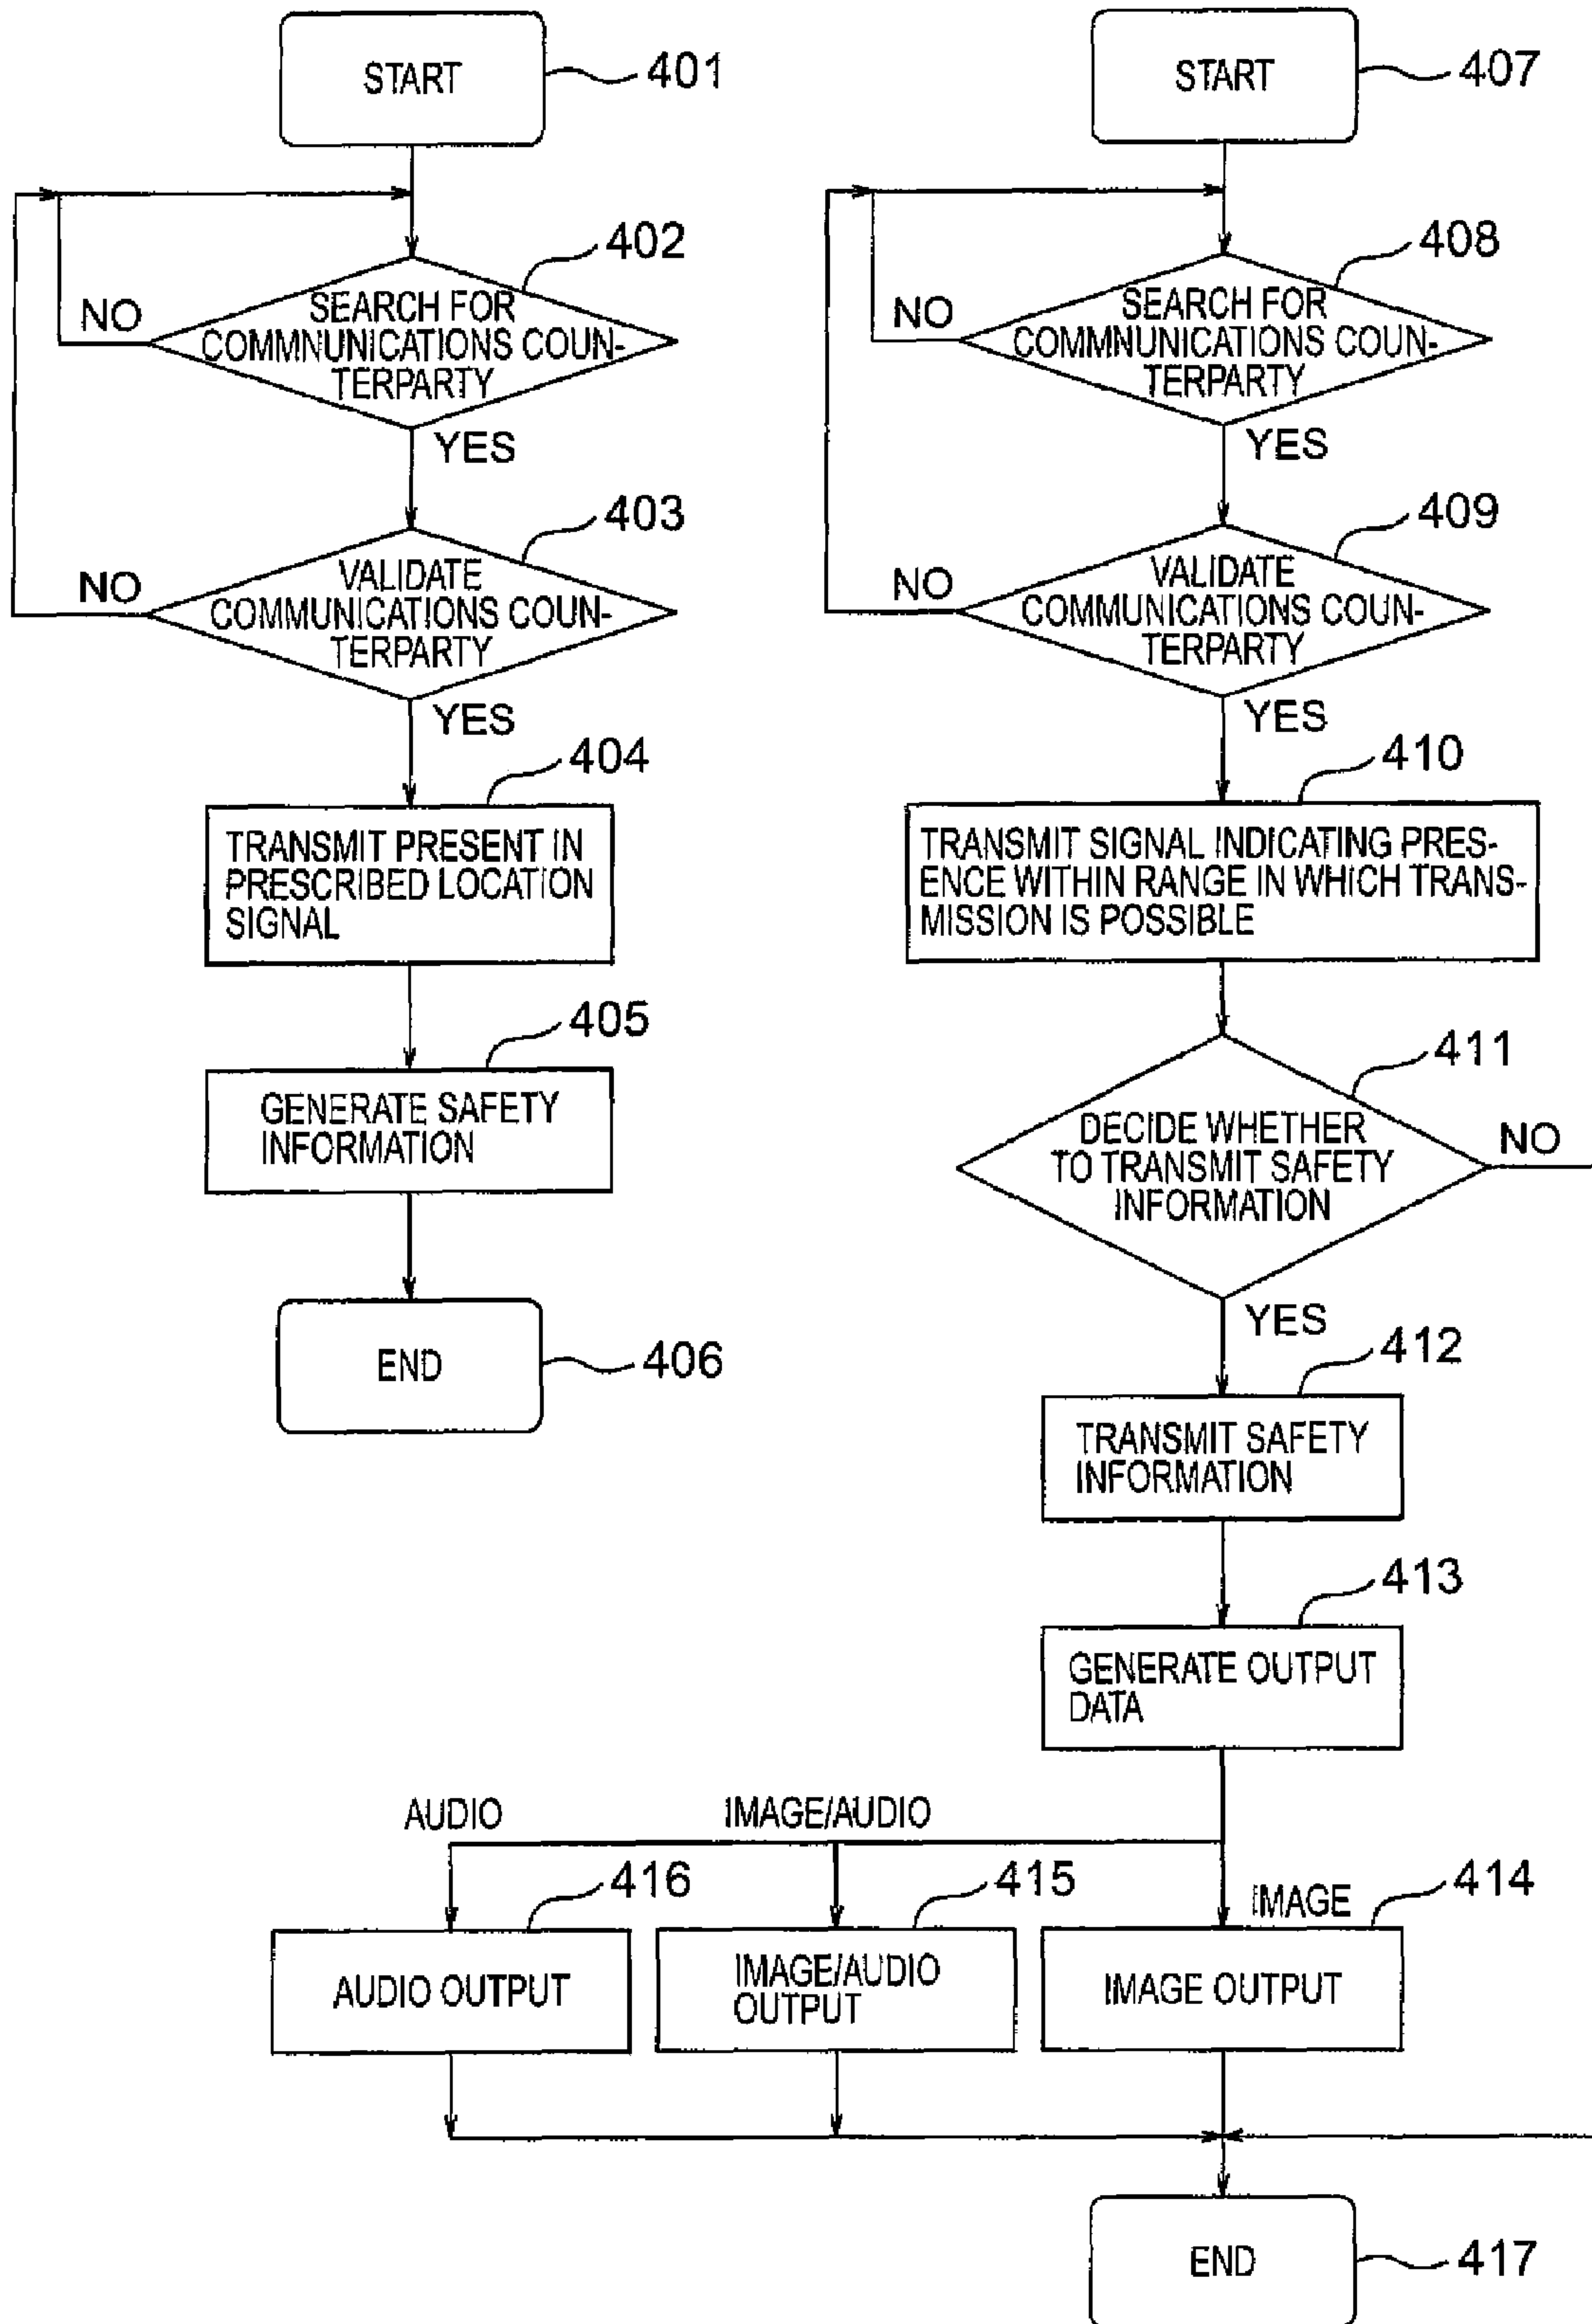 START
401
402
SEARCH FOR
COMMNUNICATIONS COUN-
TERPARTY
NO
YES
403
VALIDATE
COMMUNICATIONS COUN-
TERPARTY
NO
YES
404
TRANSMIT PRESENT IN
PRESCRIBED LOCATION
SIGNAL
405
GENERATE SAFETY
INFORMATION
END
406
START
407
408
SEARCH FOR
COMMNUNICATIONS COUN-
TERPARTY
NO
YES
409
VALIDATE
COMMUNICATIONS COUN-
TERPARTY
NO
YES
410
TRANSMIT SIGNAL INDICATING PRES-
ENCE WITHIN RANGE IN WHICH TRANS-
MISSION IS POSSIBLE
411
DECIDE WHETHER
TO TRANSMIT SAFETY
INFORMATION
NO
YES
412
TRANSMIT SAFETY
INFORMATION
413
GENERATE OUTPUT
DATA
AUDIO
IMAGE/AUDIO
IMAGE
416
AUDIO OUTPUT
415
IMAGE/AUDIO
OUTPUT
414
IMAGE OUTPUT
END
417